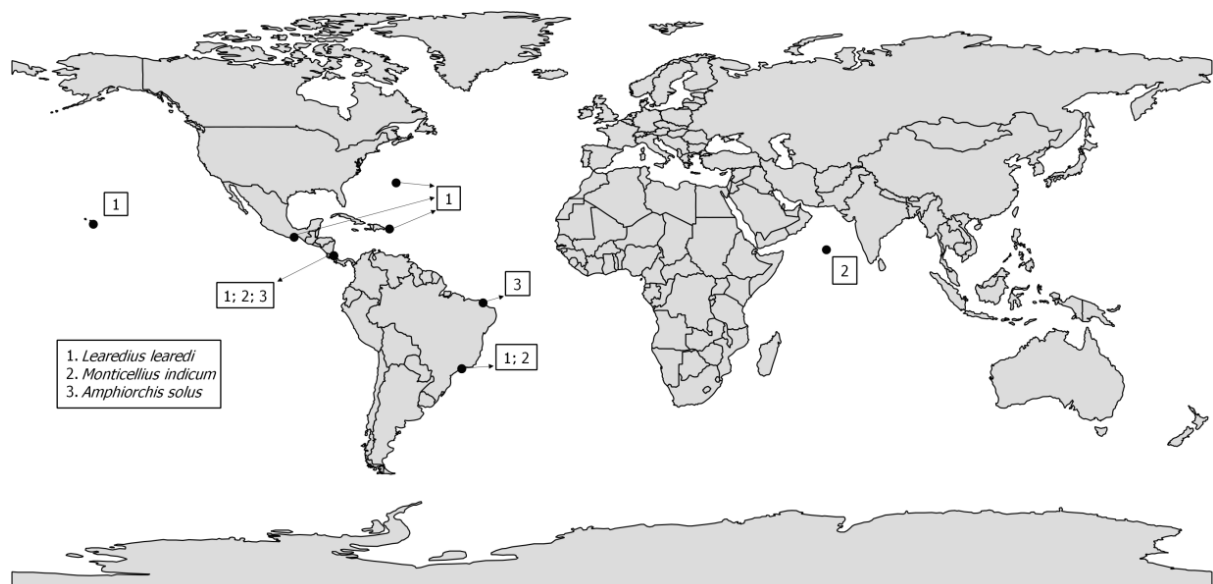 1
1
2
1; 2; 3
3
1; 2
1. Learedius learedi
2. Monticellius indicum
3. Amphiorchis solus